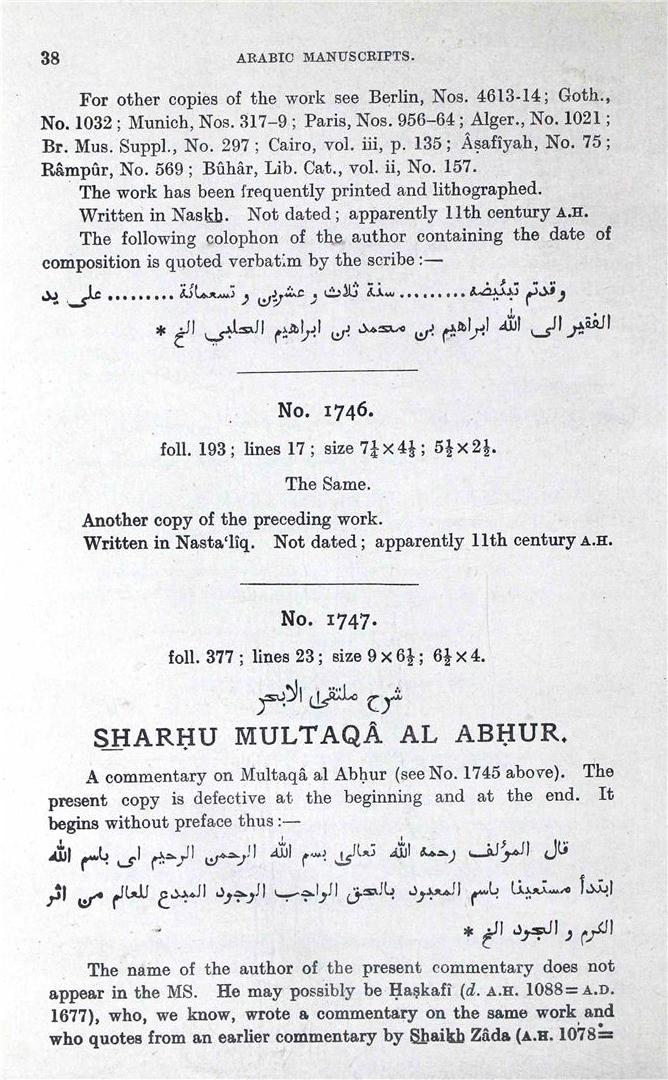 38 ARABIC MANUSCRIPTS.
For other copies of the work see Berlin, Nos. 4613-14; Goth.,
No. 1032; Munich, Nos. 317-9; Paris, Nos. 956-64; Alger., No. 1021;
Br. Mus. Suppl., No. 297; Cairo, vol. iii, p. 135; Âṣafîyah, No. 75;
Râmpûr, No. 569; Bûhâr, Lib. Cat., vol. ii, No. 157.
The work has been frequently printed and lithographed.
Written in Naskh. Not dated; apparently 11th century A.H.
The following colophon of the author containing the date of
composition is quoted verbatim by the scribe:—
و قدتم تبئيضه ......... سنة ثلاث و عشرين و تسعمائة ......... على يد
الفقير الى الله ابراهيم بن محمد بن ابراهيم الحلبي الخ *
No. 1746.
foll. 193; lines 17; size 7¼ × 4½; 5½ × 2½.
The Same.
Another copy of the preceding work.
Written in Nasta‘lîq. Not dated; apparently 11th century A.H.
No. 1747.
foll. 377; lines 23; size 9 × 6½; 6½ × 4.
شرح ملتقىٰ الابحر
SHARḤU MULTAQÂ AL ABḤUR.
A commentary on Multaqâ al Abḥur (see No. 1745 above). The
present copy is defective at the beginning and at the end. It
begins without preface thus:—
قال المؤلف رحمة الله تعالىٰ بسم الله الرحمن الرحيم اى باسم الله
ابتدأ مستعينا باسم المعبود بالحق الواجب الوجود المبدع للعالم من اثر
الكرم و الجود الخ *
The name of the author of the present commentary does not
appear in the MS. He may possibly be Ḥaṣkafî (d. A.H. 1088=A.D.
1677), who, we know, wrote a commentary on the same work and
who quotes from an earlier commentary by Shaikh Zâda (A.H. 1078=